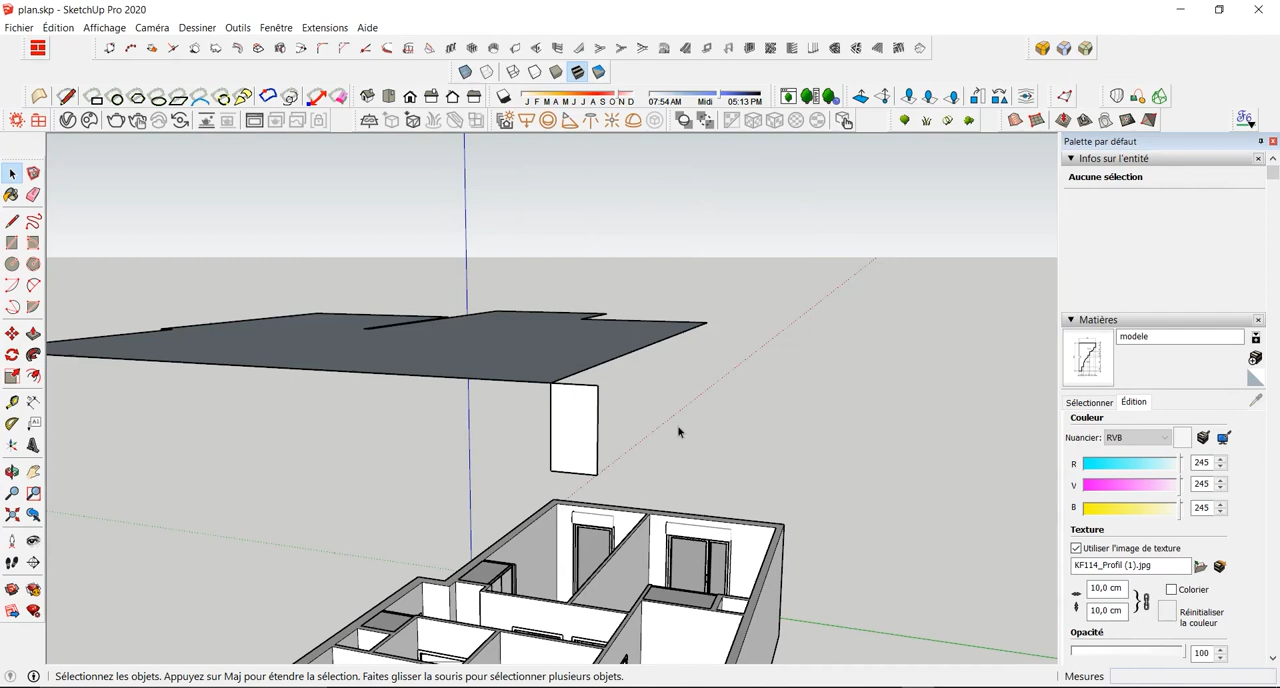 plan.skp - SketchUp Pro 2020
Fichier Édition Affichage Caméra Dessiner Outils Fenêtre Extensions Aide
J F M A M J J A S O N D 07:54 AM Midi 05:13 PM
Palette par défaut
Infos sur l'entité
Aucune sélection
Matières
modele
Sélectionner Édition
Couleur
Nuancier: RVB
R 245
V 245
B 245
Texture
Utiliser l'image de texture
KF114_Profil (1).jpg
10,0 cm Colorier
10,0 cm Réinitialiser
la couleur
Opacité
100
Sélectionnez les objets. Appuyez sur Maj pour étendre la sélection. Faites glisser la souris pour sélectionner plusieurs objets. Mesures